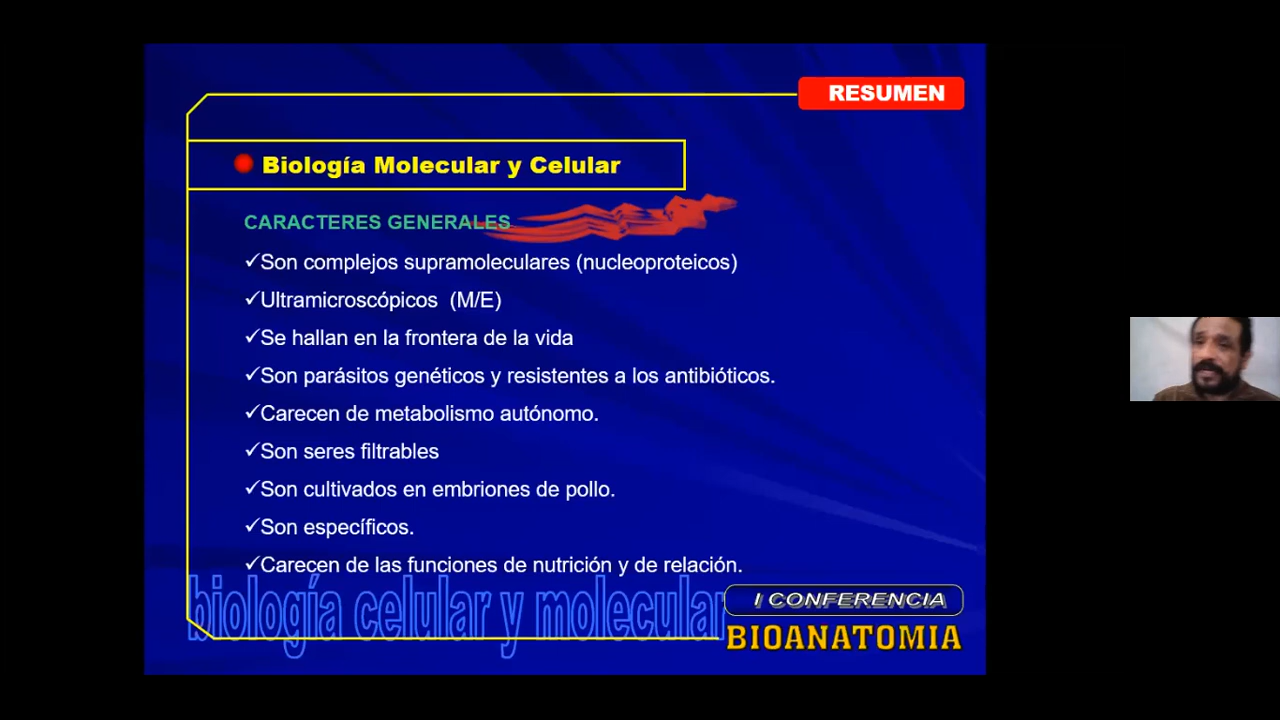 RESUMEN
Biología Molecular y Celular
CARACTERES GENERALES
✓Son complejos supramoleculares (nucleoproteicos)
✓Ultramicroscópicos (M/E)
✓Se hallan en la frontera de la vida
✓Son parásitos genéticos y resistentes a los antibióticos.
✓Carecen de metabolismo autónomo.
✓Son seres filtrables
✓Son cultivados en embriones de pollo.
✓Son específicos.
✓Carecen de las funciones de nutrición y de relación.
biología celular y molecular
I CONFERENCIA
BIOANATOMIA